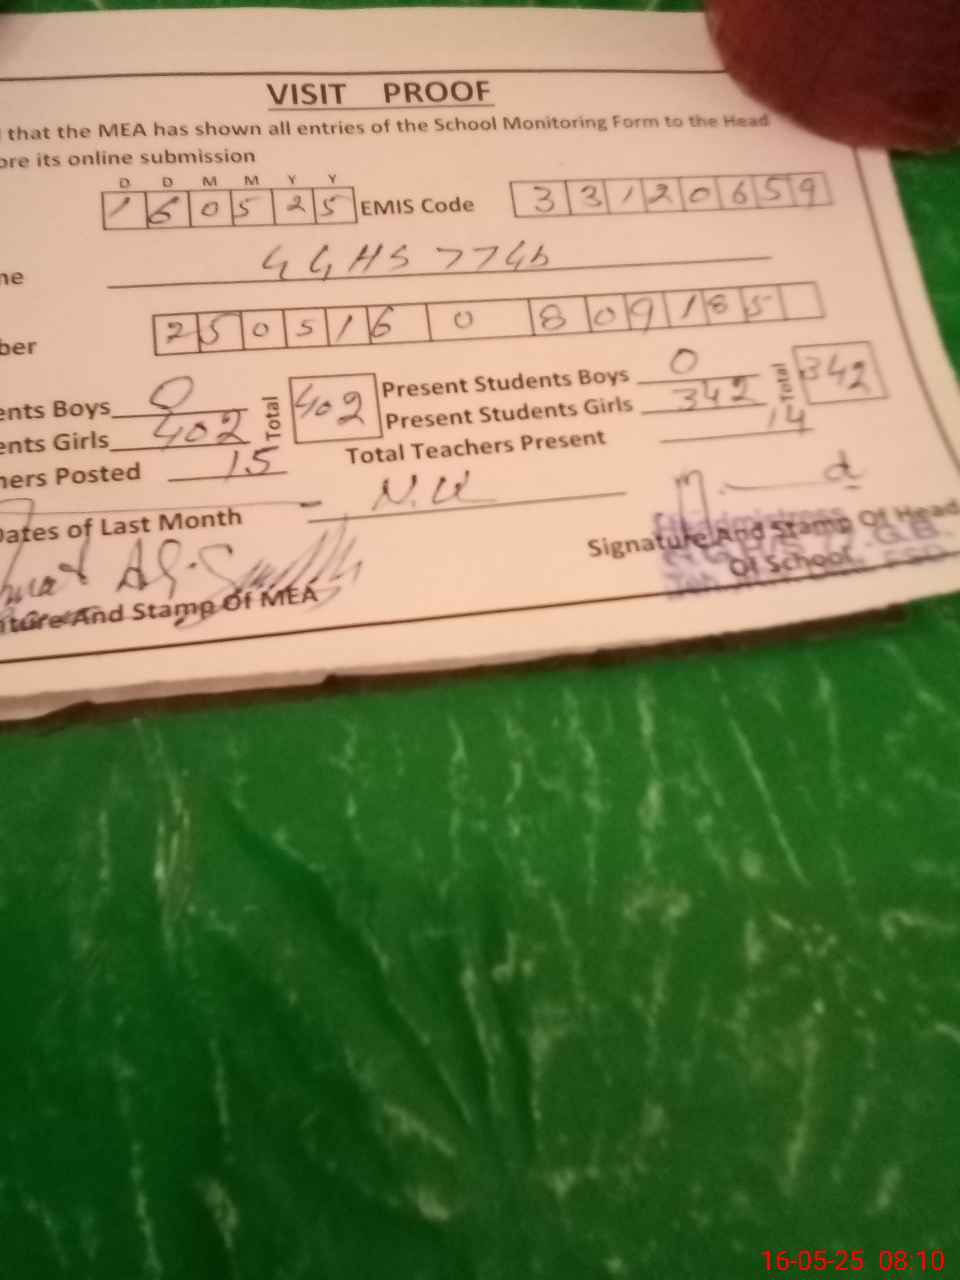 VISIT PROOF
that the MEA has shown all entries of the School Monitoring Form to the Head
ore its online submission
D D M M Y Y
1 6 0 5 2 5 EMIS Code 3 3 1 2 0 6 5 9
ne GGHS 77GB
ber 2 5 0 5 1 6 0 8 0 9 1 8 5
ents Boys 0 Total 402 Present Students Boys 0 Total 342
ents Girls 402 Present Students Girls 342
ers Posted 15 Total Teachers Present 14
Dates of Last Month N.U
Signature And Stamp Of Head
Of School
ture And Stamp Of MEA
16-05-25 08:10